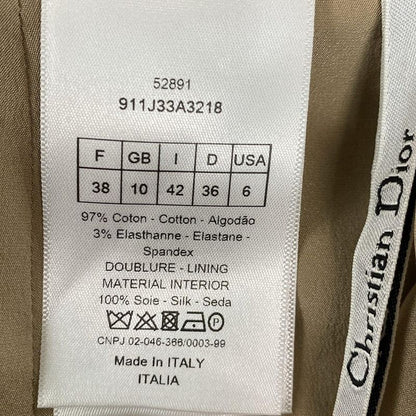 52891
911J33A3218
F GB I D USA
38 10 42 36 6
97% Coton - Cotton - Algodão
3% Elasthanne - Elastane -
Spandex
DOUBLURE - LINING
MATERIAL INTERIOR
100% Soie - Silk - Seda
P
CNPJ 02-046-366/0003-99
Made In ITALY
ITALIA
Christian Dior